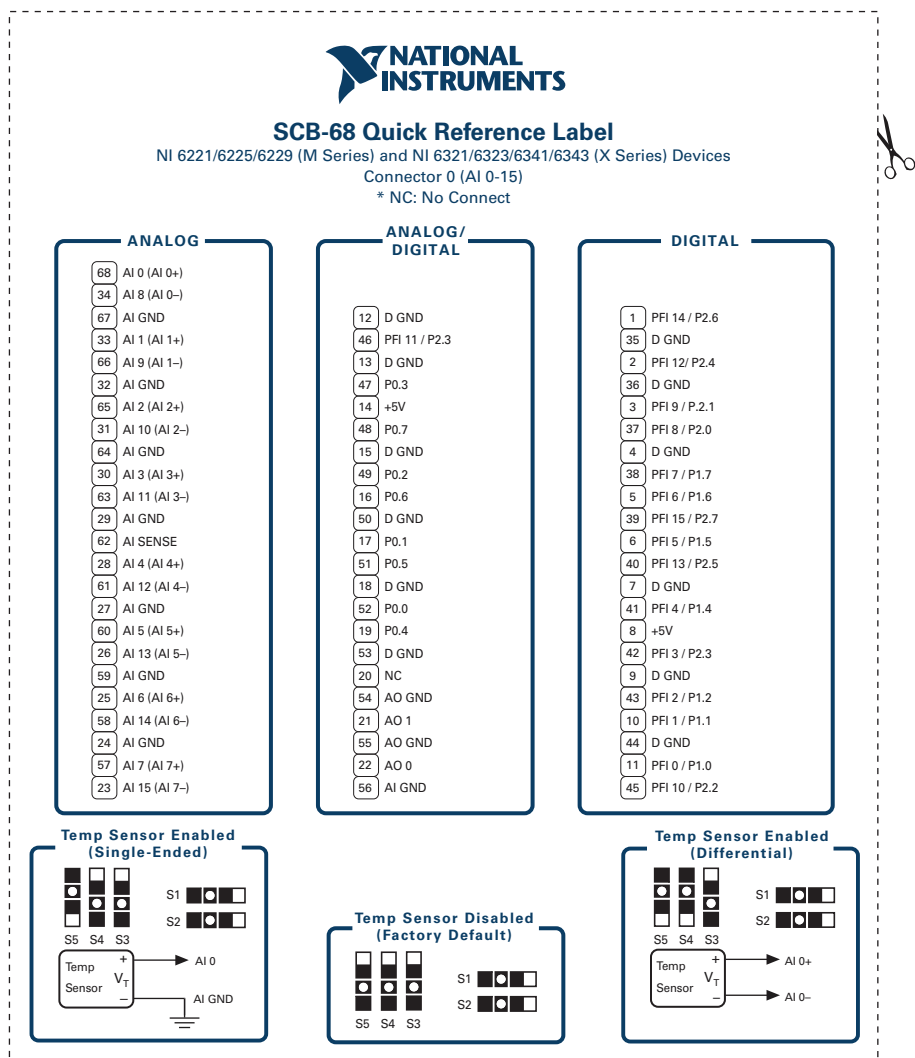 NATIONAL
INSTRUMENTS
SCB-68 Quick Reference Label
NI 6221/6225/6229 (M Series) and NI 6321/6323/6341/6343 (X Series) Devices
Connector 0 (AI 0-15)
* NC: No Connect
ANALOG
68 AI 0 (AI 0+)
34 AI 8 (AI 0–)
67 AI GND
33 AI 1 (AI 1+)
66 AI 9 (AI 1–)
32 AI GND
65 AI 2 (AI 2+)
31 AI 10 (AI 2–)
64 AI GND
30 AI 3 (AI 3+)
63 AI 11 (AI 3–)
29 AI GND
62 AI SENSE
28 AI 4 (AI 4+)
61 AI 12 (AI 4–)
27 AI GND
60 AI 5 (AI 5+)
26 AI 13 (AI 5–)
59 AI GND
25 AI 6 (AI 6+)
58 AI 14 (AI 6–)
24 AI GND
57 AI 7 (AI 7+)
23 AI 15 (AI 7–)
ANALOG/
DIGITAL
12 D GND
46 PFI 11 / P2.3
13 D GND
47 P0.3
14 +5V
48 P0.7
15 D GND
49 P0.2
16 P0.6
50 D GND
17 P0.1
51 P0.5
18 D GND
52 P0.0
19 P0.4
53 D GND
20 NC
54 AO GND
21 AO 1
55 AO GND
22 AO 0
56 AI GND
DIGITAL
1 PFI 14 / P2.6
35 D GND
2 PFI 12/ P2.4
36 D GND
3 PFI 9 / P.2.1
37 PFI 8 / P2.0
4 D GND
38 PFI 7 / P1.7
5 PFI 6 / P1.6
39 PFI 15 / P2.7
6 PFI 5 / P1.5
40 PFI 13 / P2.5
7 D GND
41 PFI 4 / P1.4
8 +5V
42 PFI 3 / P2.3
9 D GND
43 PFI 2 / P1.2
10 PFI 1 / P1.1
44 D GND
11 PFI 0 / P1.0
45 PFI 10 / P2.2
Temp Sensor Enabled
(Single-Ended)
S1
S2
S5 S4 S3
Temp
Sensor
VT
+
–
AI 0
AI GND
Temp Sensor Disabled
(Factory Default)
S1
S2
S5 S4 S3
Temp Sensor Enabled
(Differential)
S1
S2
S5 S4 S3
Temp
Sensor
VT
+
–
AI 0+
AI 0–